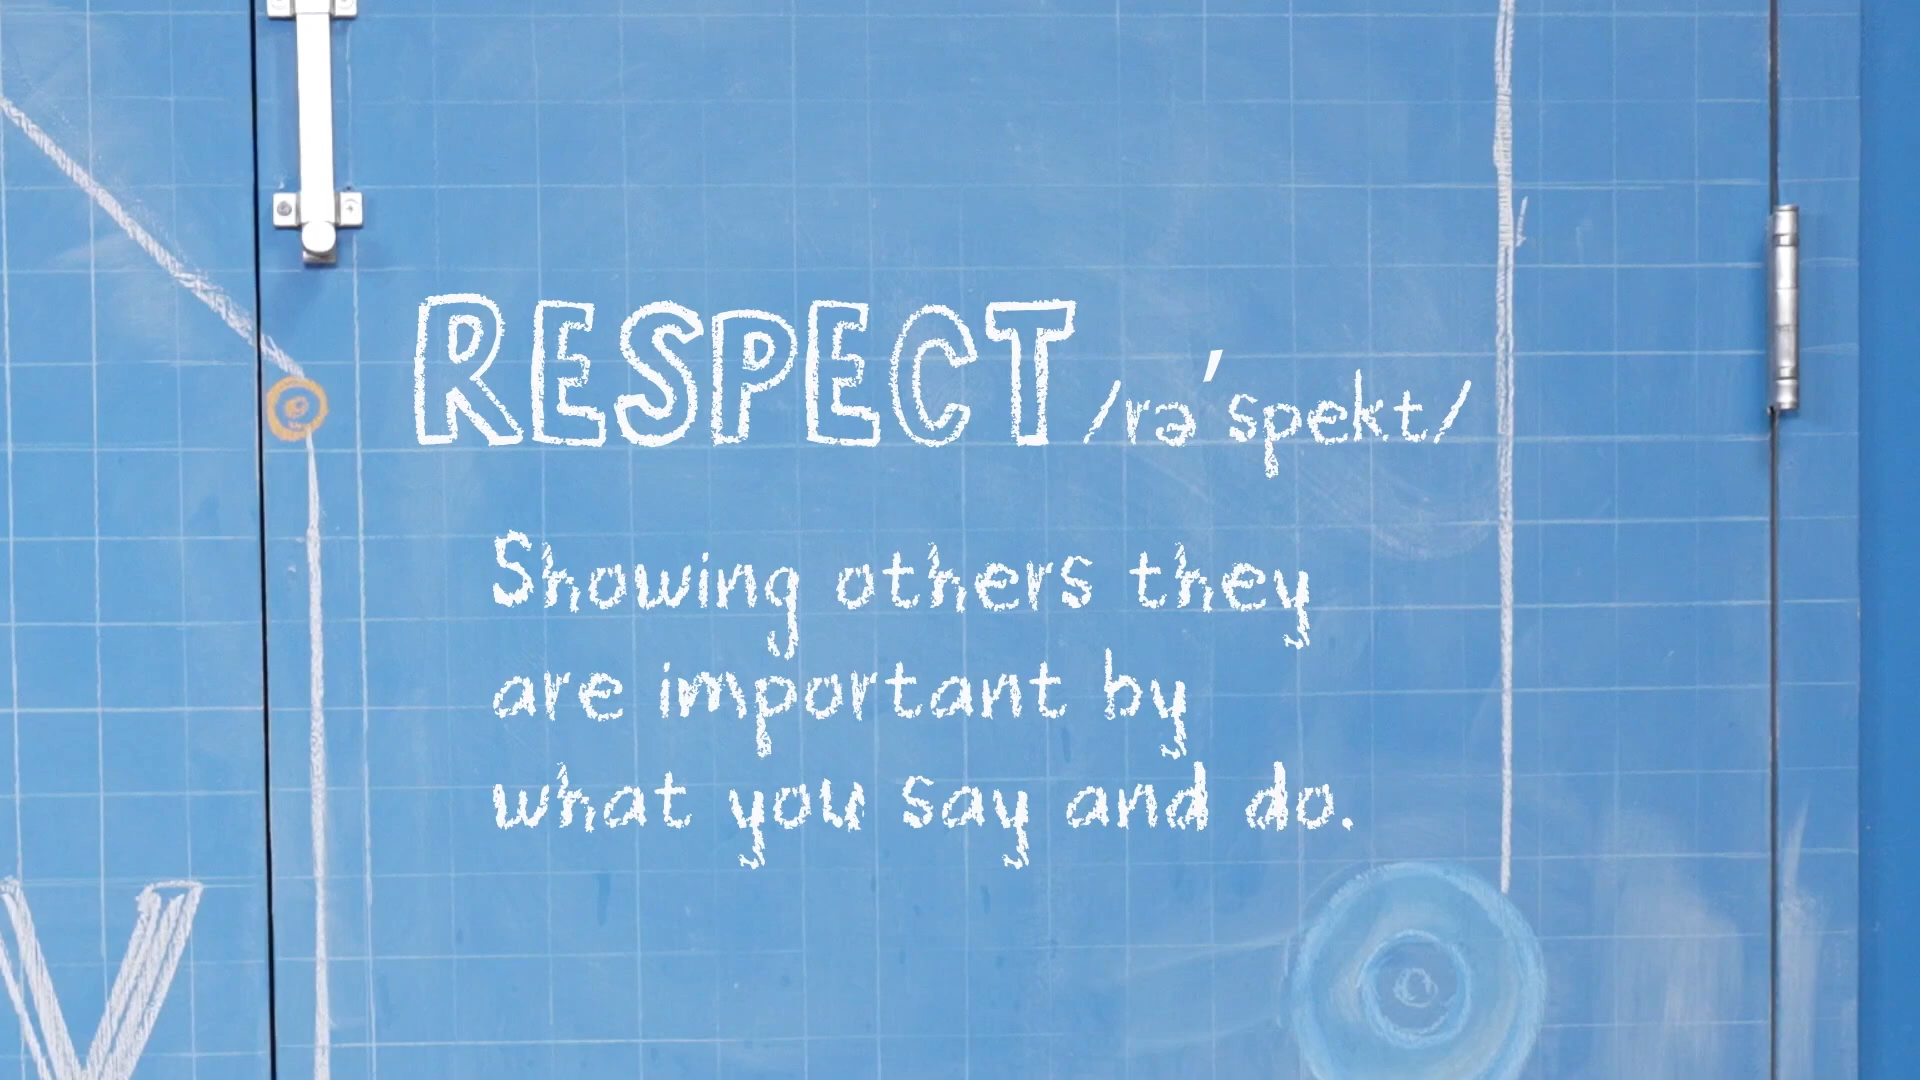 RESPECT /rə'spekt/
Showing others they
are important by
what you say and do.